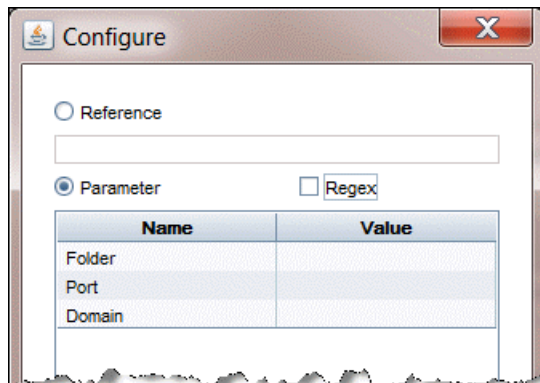 Configure
Reference
Parameter Regex
Name Value
Folder
Port
Domain